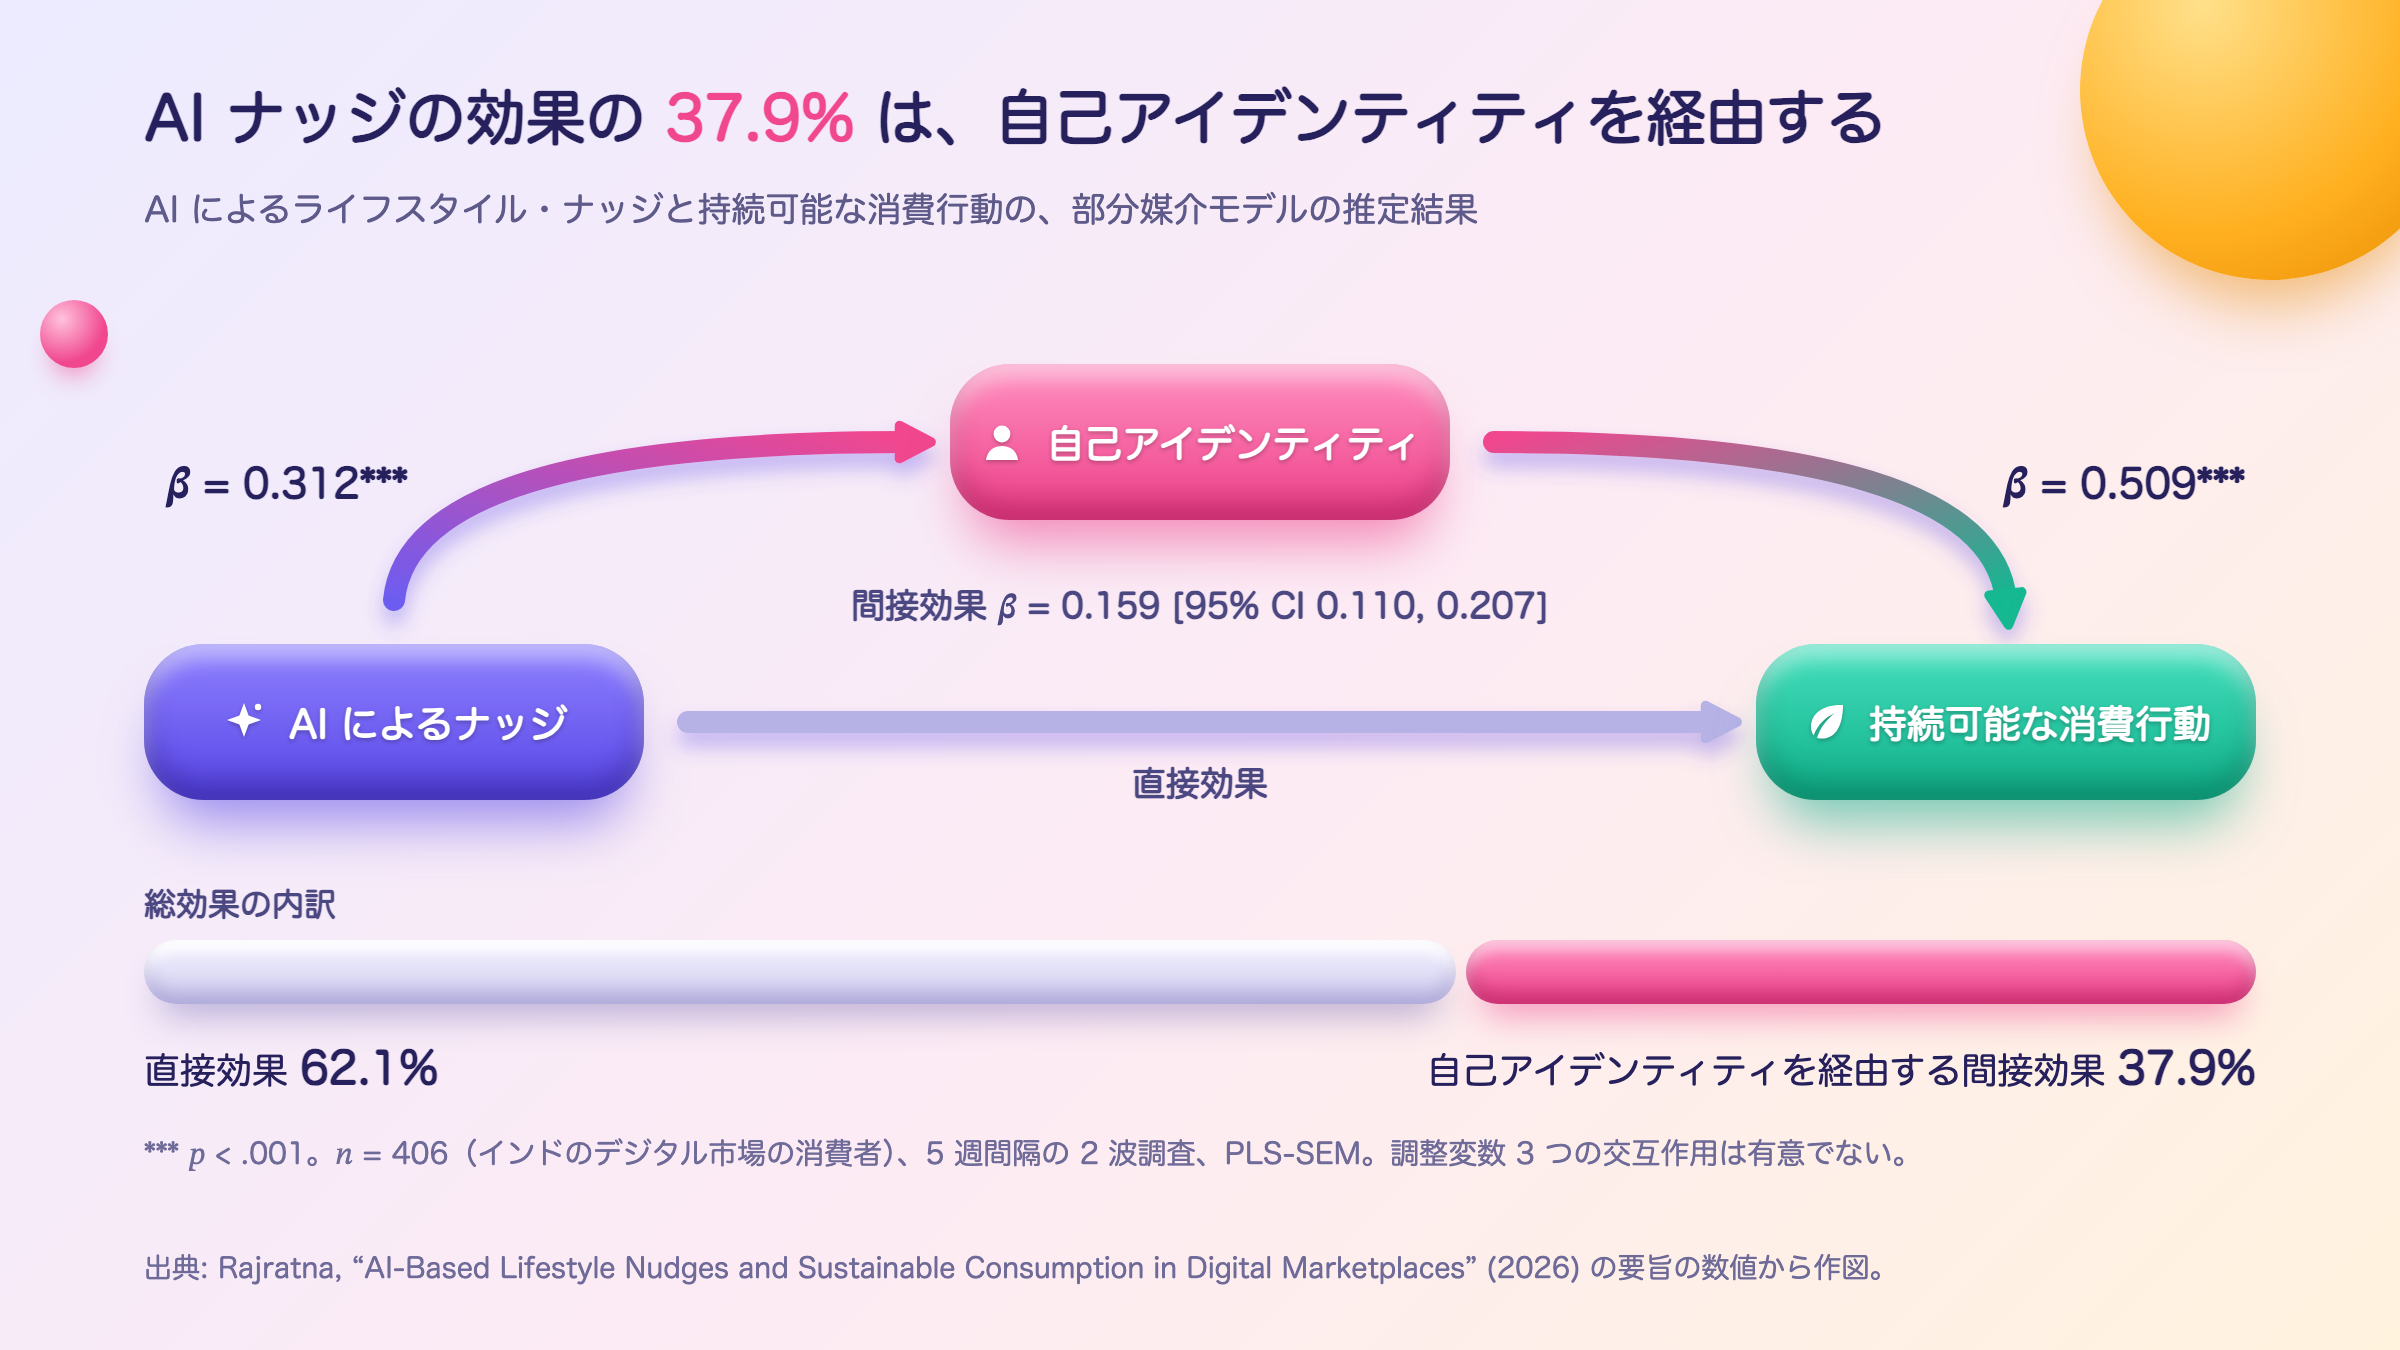 AI ナッジの効果の 37.9% は、自己アイデンティティを経由する
AI によるライフスタイル・ナッジと持続可能な消費行動の、部分媒介モデルの推定結果
自己アイデンティティ
β = 0.312***
β = 0.509***
間接効果 β = 0.159 [95% CI 0.110, 0.207]
AI によるナッジ
持続可能な消費行動
直接効果
総効果の内訳
直接効果 62.1%
自己アイデンティティを経由する間接効果 37.9%
*** p < .001。n = 406（インドのデジタル市場の消費者）、5 週間隔の 2 波調査、PLS-SEM。調整変数 3 つの交互作用は有意でない。
出典: Rajratna, “AI-Based Lifestyle Nudges and Sustainable Consumption in Digital Marketplaces” (2026) の要旨の数値から作図。